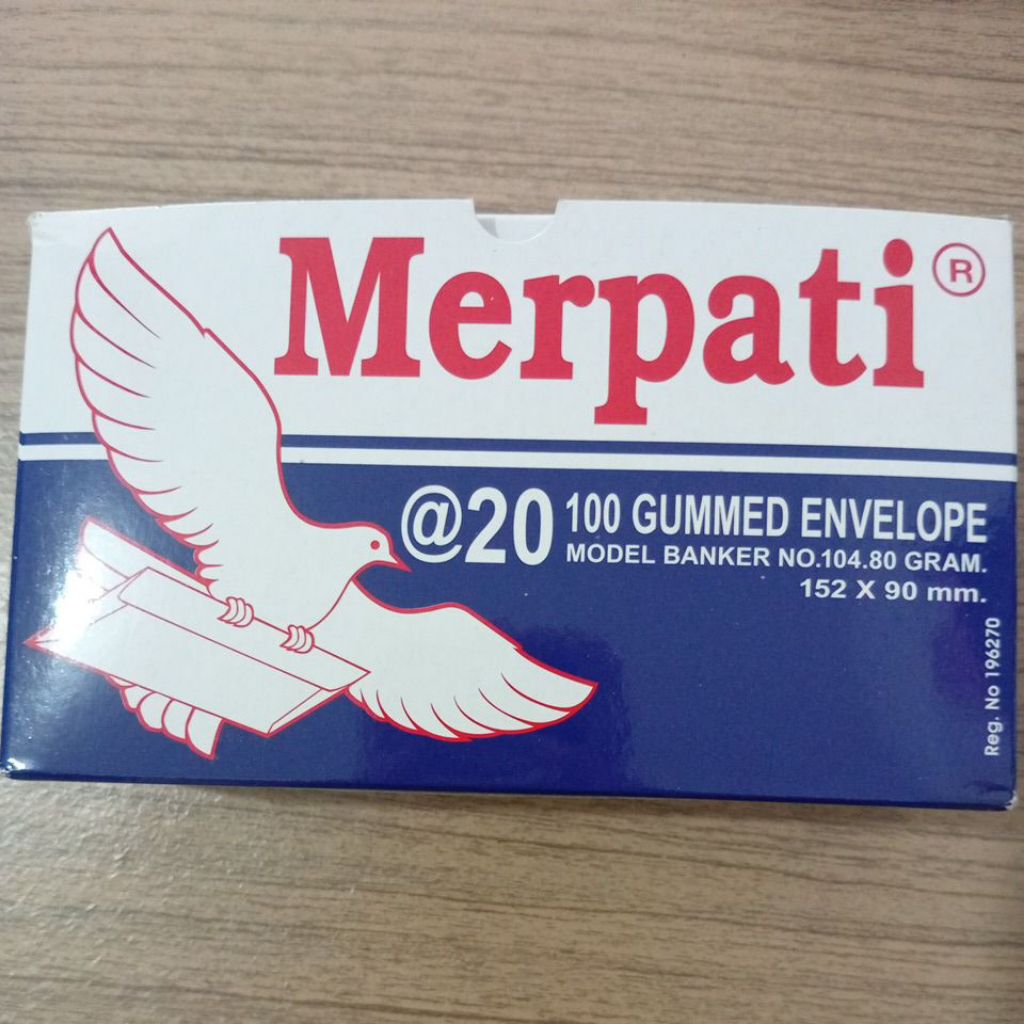 Merpati®
@20 100 GUMMED ENVELOPE
MODEL BANKER NO.104.80 GRAM.
152 X 90 mm.
Reg. No 196270